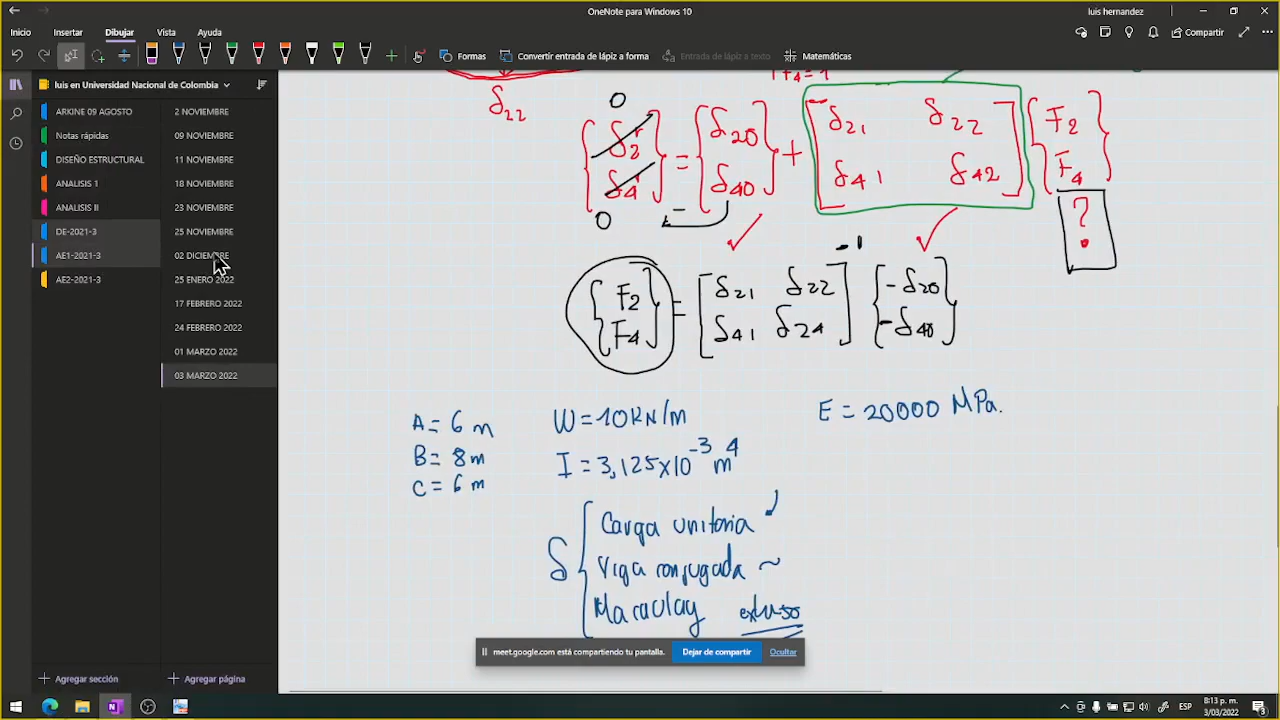 OneNote para Windows 10
luis hernandez
Inicio Insertar Dibujar Vista Ayuda
Compartir
Formas Convertir entrada de lápiz a forma Entrada de lápiz a texto Matemáticas
luis en Universidad Nacional de Colombia
ARKINE 09 AGOSTO
Notas rápidas
DISEÑO ESTRUCTURAL
ANALISIS 1
ANALISIS II
DE-2021-3
AE1-2021-3
AE2-2021-3
2 NOVIEMBRE
09 NOVIEMBRE
11 NOVIEMBRE
18 NOVIEMBRE
23 NOVIEMBRE
25 NOVIEMBRE
02 DICIEMBRE
25 ENERO 2022
17 FEBRERO 2022
24 FEBRERO 2022
01 MARZO 2022
03 MARZO 2022
Agregar sección
Agregar página
δ22
0
{δ2r δ4r} = {δ20 δ40} + [δ21 δ22 δ41 δ42] {F2 F4}
0
?
{F2 F4} = [δ21 δ22 δ41 δ24]-1 {-δ20 -δ40}
A = 6 m
B = 8 m
C = 6 m
W = 10 KN/m
I = 3,125x10-3 m4
E = 20000 MPa.
δ { Carga unitaria
Viga conjugada ~
meet.google.com está compartiendo tu pantalla. Dejar de compartir Ocultar
ESP
8:13 p. m.
3/03/2022